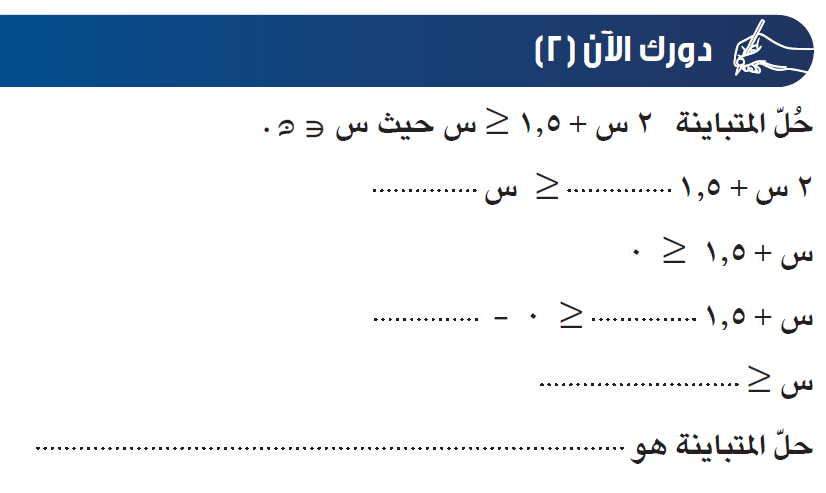 دورك الآن (٢)
حُلّ المتباينة ٢ س + ١,٥ ≥ س حيث س ∈ .
٢ س + ١,٥ .............. ≥ س ..............
س + ١,٥ ≥ ٠
س + ١,٥ .............. ≥ ٠ − ..............
س ≥ ..........................
حلّ المتباينة هو ..............................................................